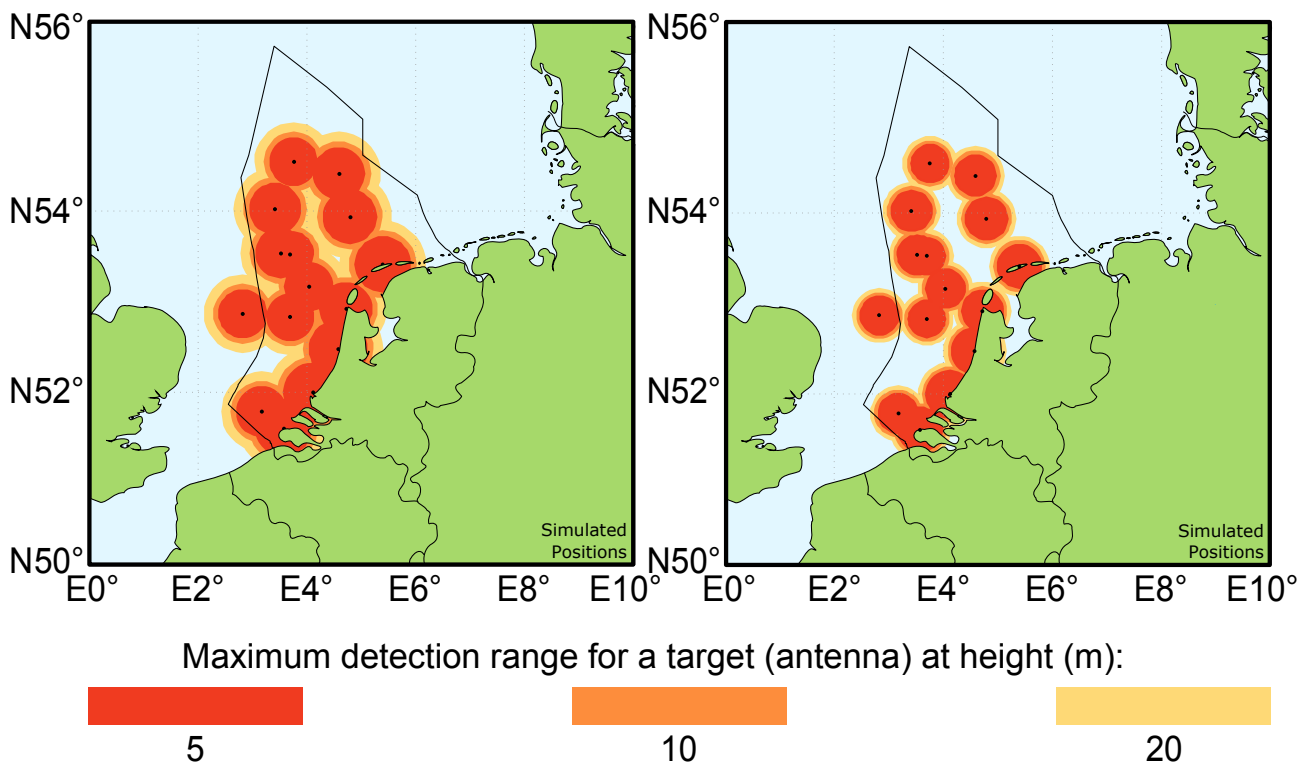 N56°
N54°
N52°
N50°
E0° E2° E4° E6° E8° E10°
Simulated
Positions
N56°
N54°
N52°
N50°
E0° E2° E4° E6° E8° E10°
Simulated
Positions
Maximum detection range for a target (antenna) at height (m):
5 10 20